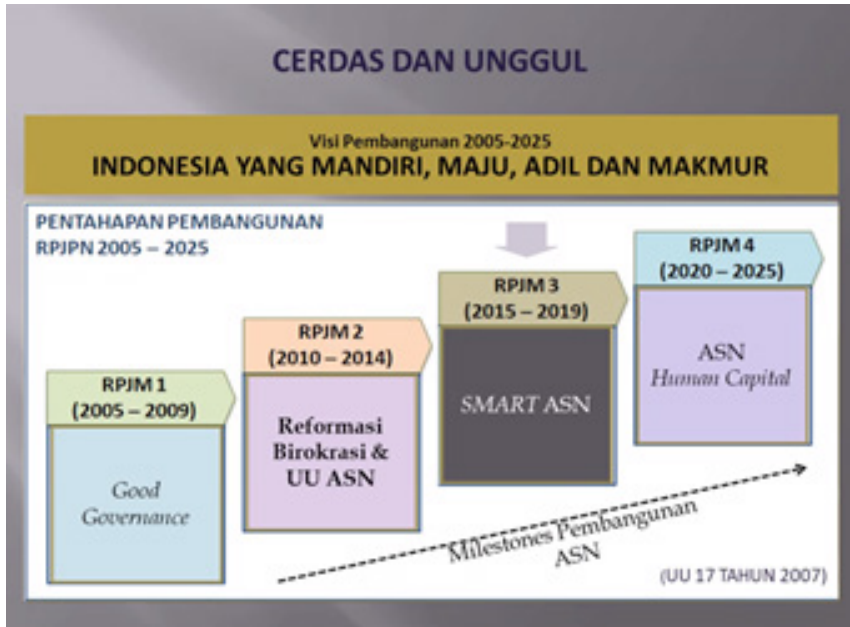 CERDAS DAN UNGGUL
Visi Pembangunan 2005-2025
INDONESIA YANG MANDIRI, MAJU, ADIL DAN MAKMUR
PENTAHAPAN PEMBANGUNAN
RPJPN 2005 – 2025
RPJM 1
(2005 – 2009)
Good
Governance
RPJM 2
(2010 – 2014)
Reformasi
Birokrasi &
UU ASN
RPJM 3
(2015 – 2019)
SMART ASN
RPJM 4
(2020 – 2025)
ASN
Human Capital
Milestones Pembangunan
ASN
(UU 17 TAHUN 2007)